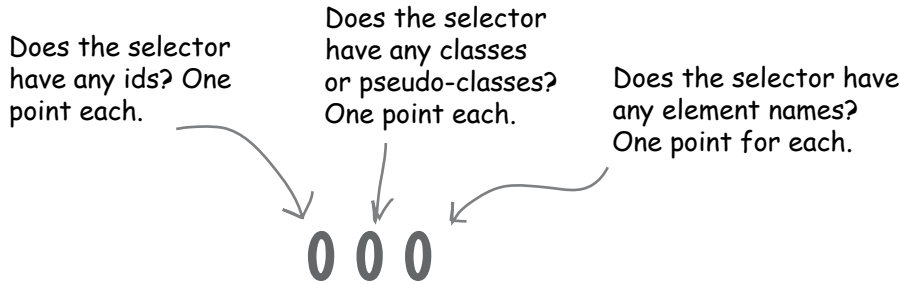 Does the selector
have any ids? One
point each.
Does the selector
have any classes
or pseudo-classes?
One point each.
Does the selector have
any element names?
One point for each.
0 0 0